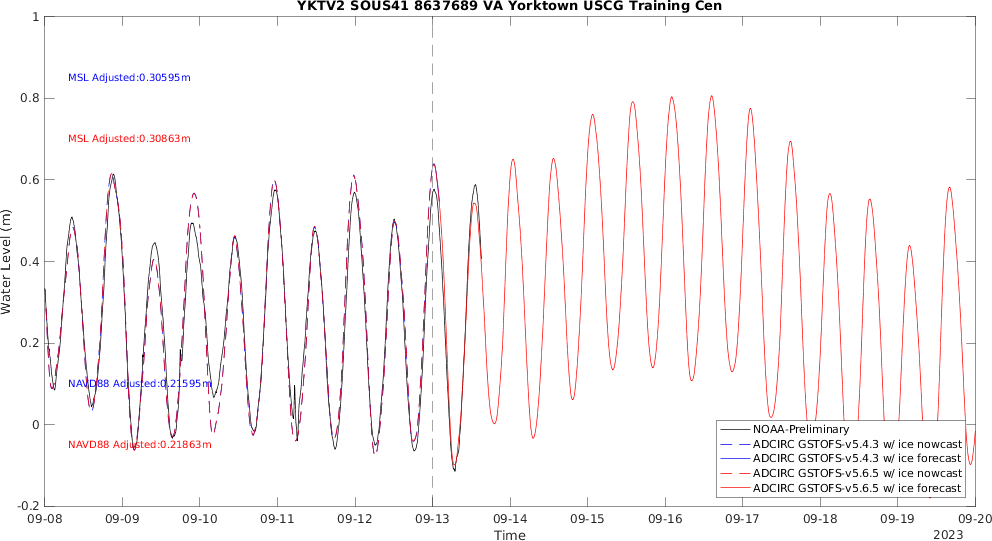 YKTV2 SOUS41 8637689 VA Yorktown USCG Training Cen
1
0.8
0.6
0.4
0.2
0
-0.2
Water Level (m)
MSL Adjusted:0.30595m
MSL Adjusted:0.30863m
NAVD88 Adjusted:0.21595m
NAVD88 Adjusted:0.21863m
NOAA-Preliminary
ADCIRC GSTOFS-v5.4.3 w/ ice nowcast
ADCIRC GSTOFS-v5.4.3 w/ ice forecast
ADCIRC GSTOFS-v5.6.5 w/ ice nowcast
ADCIRC GSTOFS-v5.6.5 w/ ice forecast
09-08 09-09 09-10 09-11 09-12 09-13 09-14 09-15 09-16 09-17 09-18 09-19 09-20
Time
2023